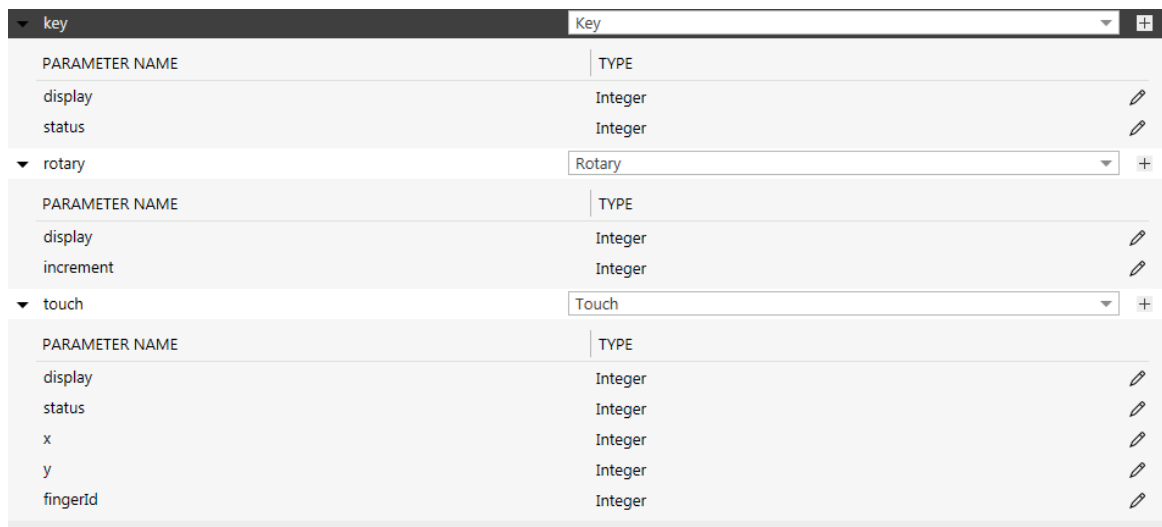 key Key
PARAMETER NAME TYPE
display Integer
status Integer
rotary Rotary
PARAMETER NAME TYPE
display Integer
increment Integer
touch Touch
PARAMETER NAME TYPE
display Integer
status Integer
x Integer
y Integer
fingerId Integer